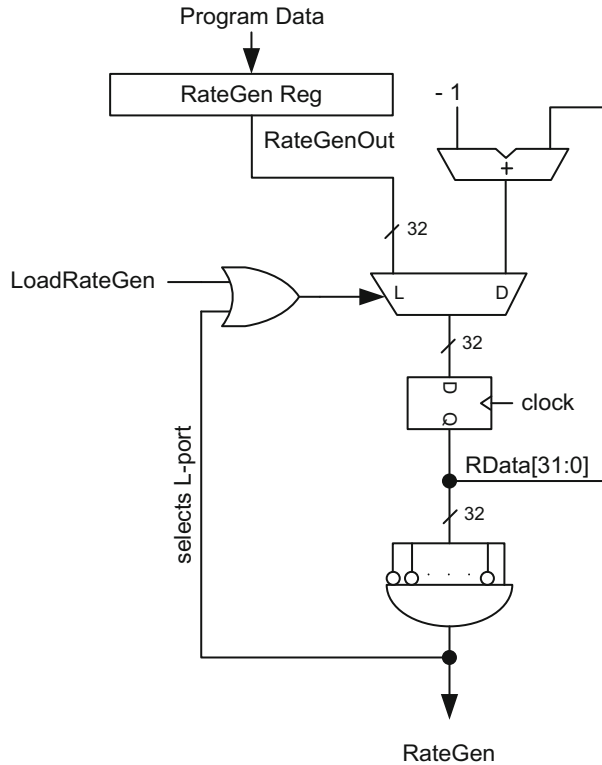 Program Data
RateGen Reg
- 1
RateGenOut
+
32
LoadRateGen
L
D
32
D
clock
Q
RData[31:0]
selects L-port
32
. . .
RateGen